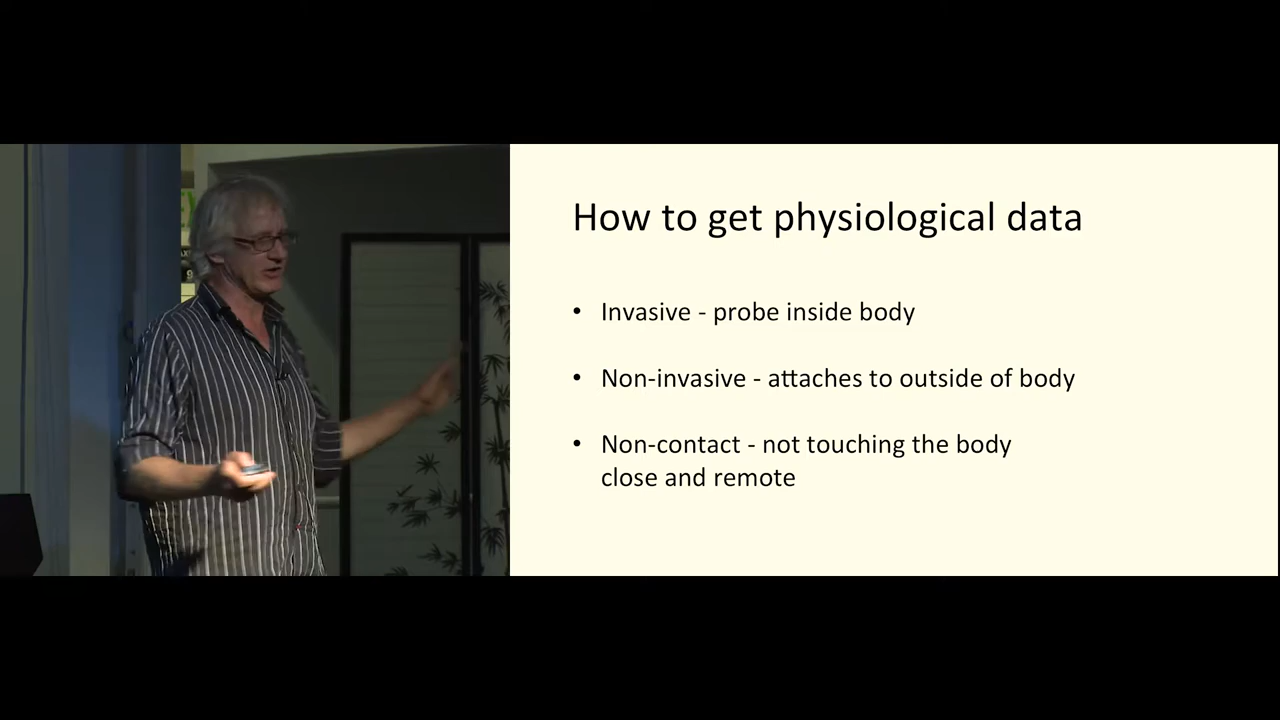 How to get physiological data
• Invasive - probe inside body
• Non-invasive - attaches to outside of body
• Non-contact - not touching the body
close and remote